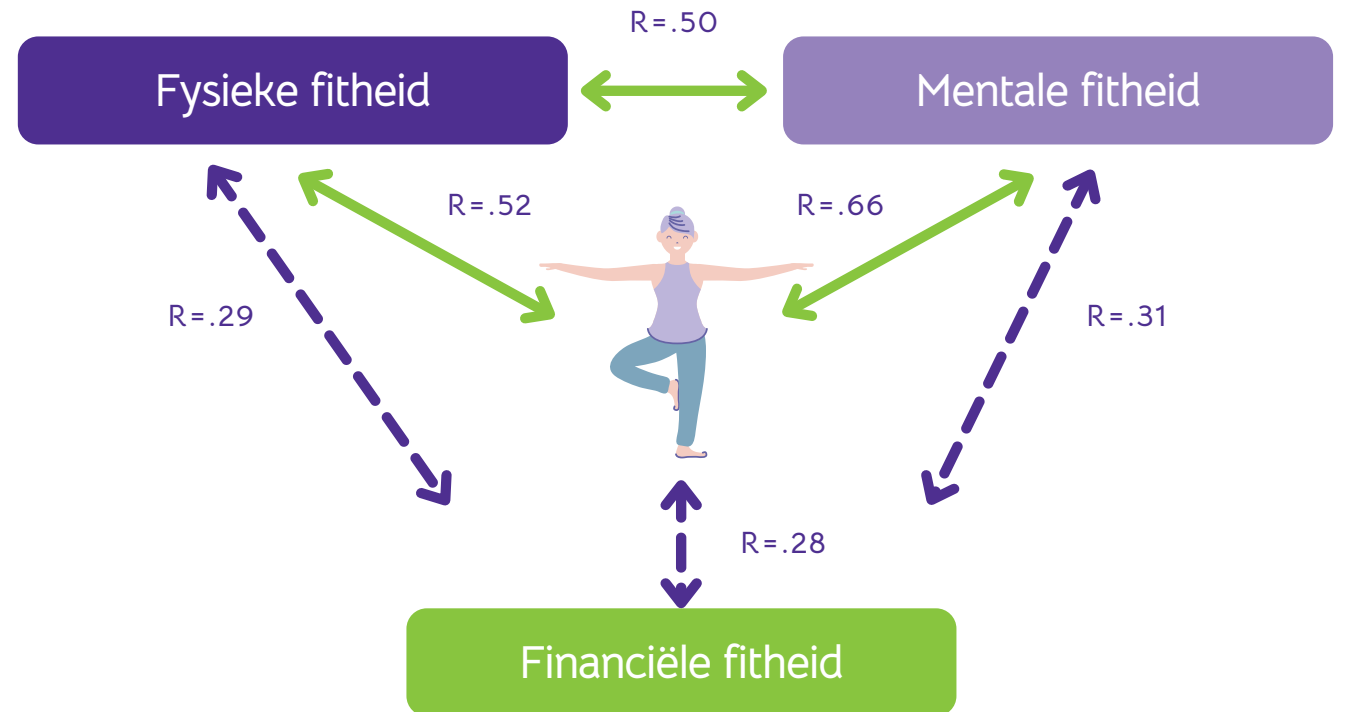 R=.50
Fysieke fitheid
Mentale fitheid
R=.52
R=.66
R=.29
R=.31
R=.28
Financiële fitheid